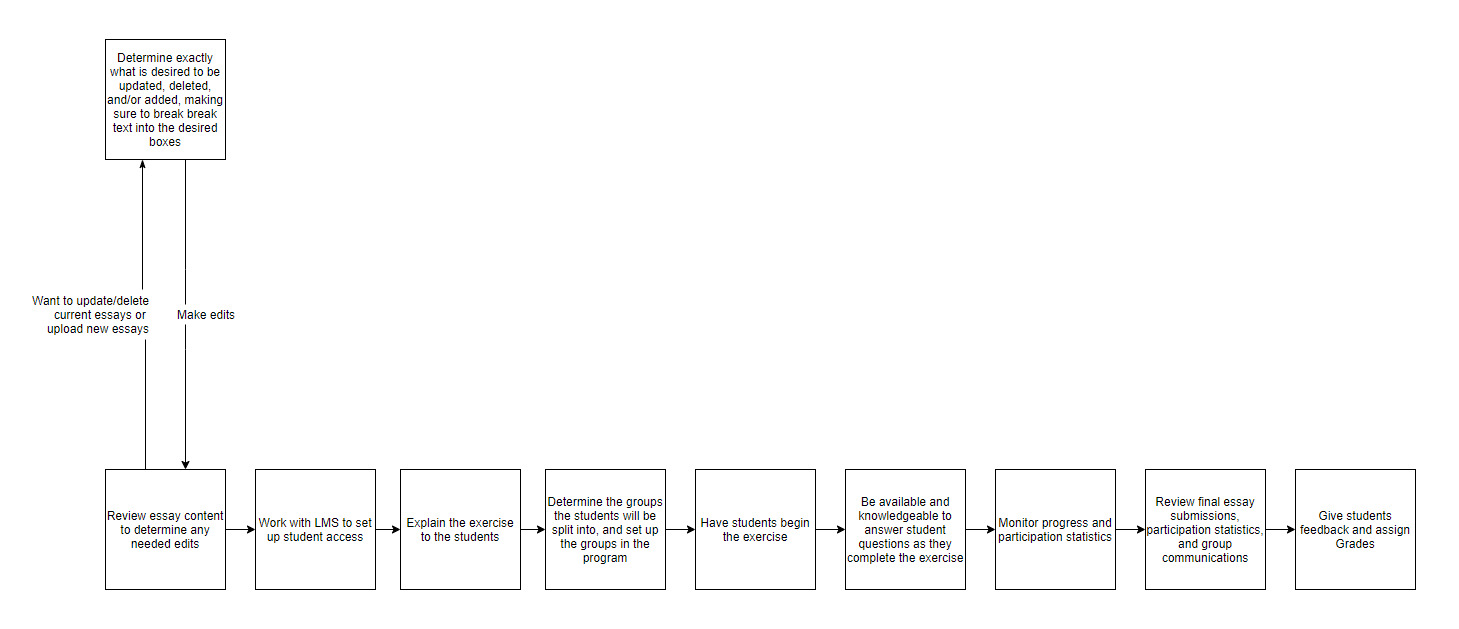 Determine exactly
what is desired to be
updated, deleted,
and/or added, making
sure to break break
text into the desired
boxes
Want to update/delete
current essays or
upload new essays
Make edits
Review essay content
to determine any
needed edits
Work with LMS to set
up student access
Explain the exercise
to the students
Determine the groups
the students will be
split into, and set up
the groups in the
program
Have students begin
the exercise
Be available and
knowledgeable to
answer student
questions as they
complete the exercise
Monitor progress and
participation statistics
Review final essay
submissions,
participation statistics,
and group
communications
Give students
feedback and assign
Grades